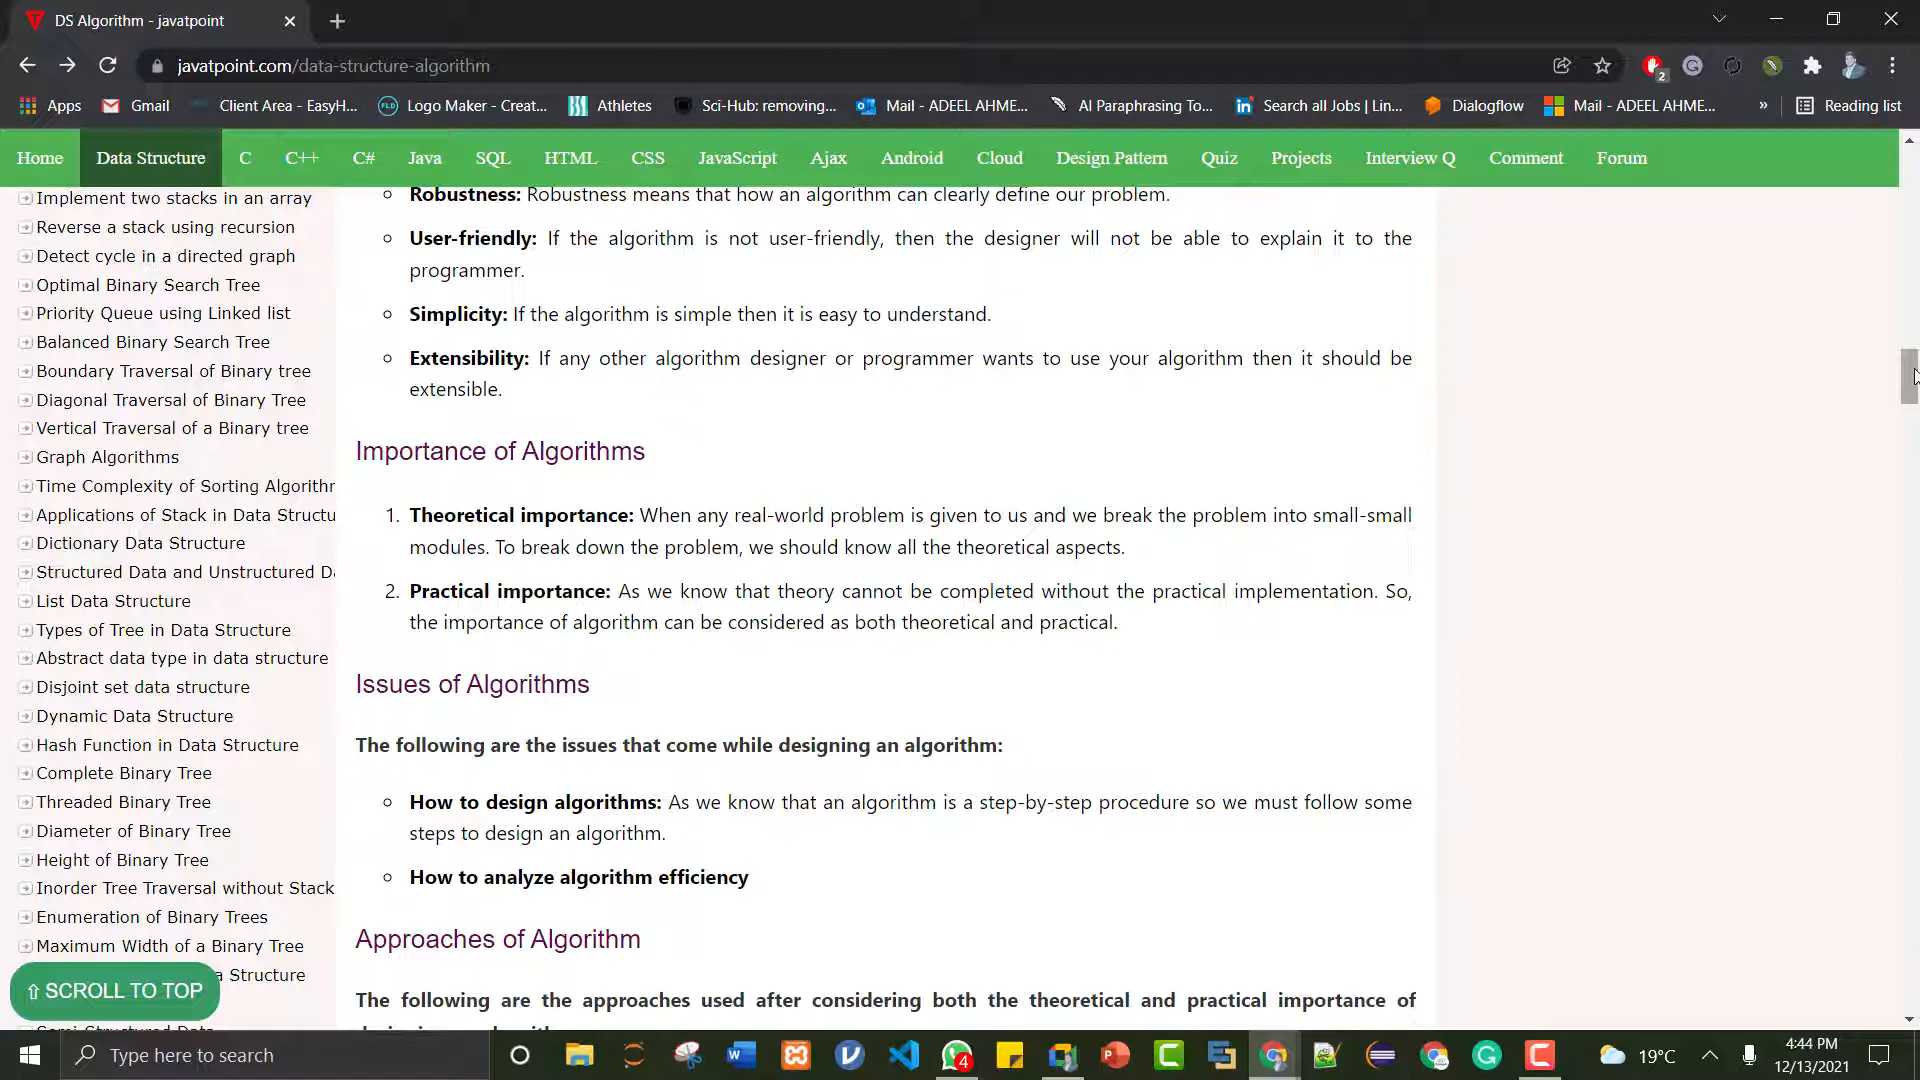 DS Algorithm - javatpoint
javatpoint.com/data-structure-algorithm
2
Apps Gmail Client Area - EasyH... Logo Maker - Creat... Athletes Sci-Hub: removing... Mail - ADEEL AHME... AI Paraphrasing To... Search all Jobs | Lin... Dialogflow Mail - ADEEL AHME... » Reading list
Home Data Structure C C++ C# Java SQL HTML CSS JavaScript Ajax Android Cloud Design Pattern Quiz Projects Interview Q Comment Forum
Implement two stacks in an array
Reverse a stack using recursion
Detect cycle in a directed graph
Optimal Binary Search Tree
Priority Queue using Linked list
Balanced Binary Search Tree
Boundary Traversal of Binary tree
Diagonal Traversal of Binary Tree
Vertical Traversal of a Binary tree
Graph Algorithms
Time Complexity of Sorting Algorithr
Applications of Stack in Data Structu
Dictionary Data Structure
Structured Data and Unstructured Da
List Data Structure
Types of Tree in Data Structure
Abstract data type in data structure
Disjoint set data structure
Dynamic Data Structure
Hash Function in Data Structure
Complete Binary Tree
Threaded Binary Tree
Diameter of Binary Tree
Height of Binary Tree
Inorder Tree Traversal without Stack
Enumeration of Binary Trees
Maximum Width of a Binary Tree
a Structure
⇧ SCROLL TO TOP
Robustness: Robustness means that how an algorithm can clearly define our problem.
User-friendly: If the algorithm is not user-friendly, then the designer will not be able to explain it to the
programmer.
Simplicity: If the algorithm is simple then it is easy to understand.
Extensibility: If any other algorithm designer or programmer wants to use your algorithm then it should be
extensible.
Importance of Algorithms
1. Theoretical importance: When any real-world problem is given to us and we break the problem into small-small
modules. To break down the problem, we should know all the theoretical aspects.
2. Practical importance: As we know that theory cannot be completed without the practical implementation. So,
the importance of algorithm can be considered as both theoretical and practical.
Issues of Algorithms
The following are the issues that come while designing an algorithm:
How to design algorithms: As we know that an algorithm is a step-by-step procedure so we must follow some
steps to design an algorithm.
How to analyze algorithm efficiency
Approaches of Algorithm
The following are the approaches used after considering both the theoretical and practical importance of
Type here to search
4
19°C
4:44 PM
12/13/2021